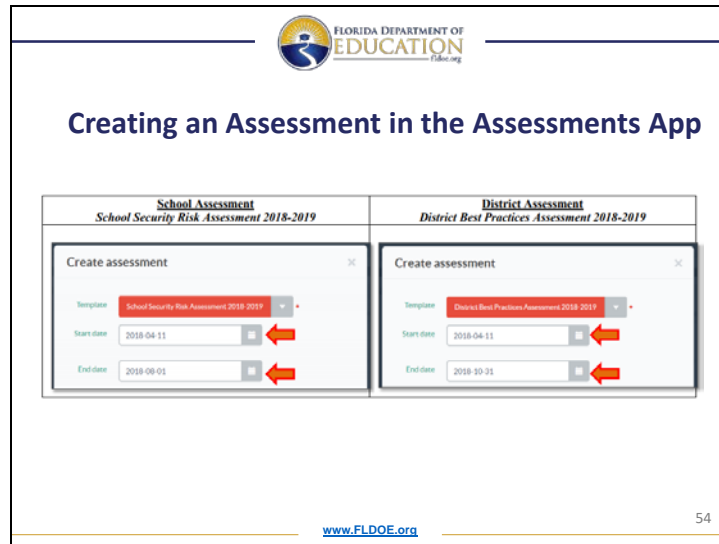 FLORIDA DEPARTMENT OF
EDUCATION
fldoe.org
Creating an Assessment in the Assessments App
School Assessment
School Security Risk Assessment 2018-2019
District Assessment
District Best Practices Assessment 2018-2019
Create assessment ×
Template School Security Risk Assessment 2018-2019 *
Start date 2018-04-11
End date 2018-08-01
Create assessment ×
Template District Best Practices Assessment 2018-2019 *
Start date 2018-04-11
End date 2018-10-31
www.FLDOE.org
54